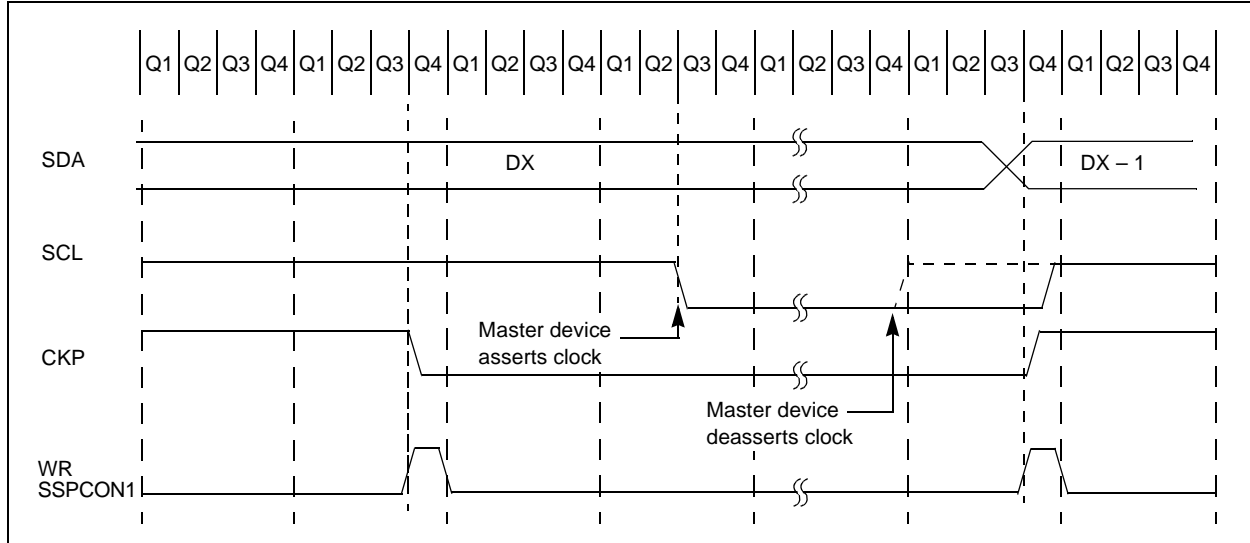 Q1 Q2 Q3 Q4 Q1 Q2 Q3 Q4 Q1 Q2 Q3 Q4 Q1 Q2 Q3 Q4 Q1 Q2 Q3 Q4 Q1 Q2 Q3 Q4 Q1 Q2 Q3 Q4
SDA
DX
DX – 1
SCL
Master device
asserts clock
CKP
Master device
deasserts clock
WR
SSPCON1